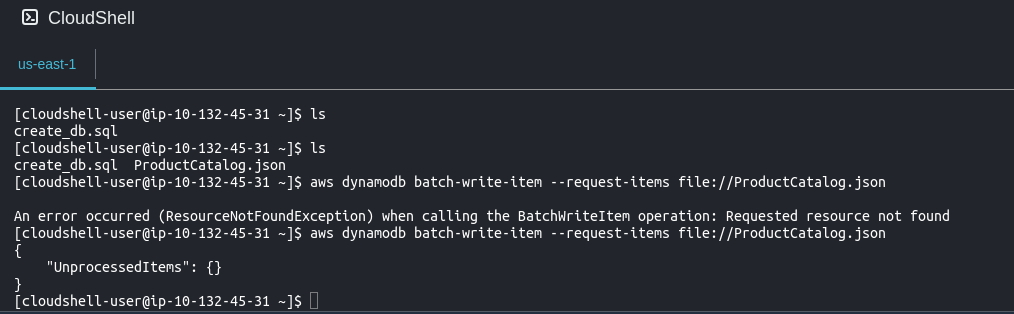 CloudShell
us-east-1
[cloudshell-user@ip-10-132-45-31 ~]$ ls
create_db.sql
[cloudshell-user@ip-10-132-45-31 ~]$ ls
create_db.sql  ProductCatalog.json
[cloudshell-user@ip-10-132-45-31 ~]$ aws dynamodb batch-write-item --request-items file://ProductCatalog.json
An error occurred (ResourceNotFoundException) when calling the BatchWriteItem operation: Requested resource not found
[cloudshell-user@ip-10-132-45-31 ~]$ aws dynamodb batch-write-item --request-items file://ProductCatalog.json
{
    "UnprocessedItems": {}
}
[cloudshell-user@ip-10-132-45-31 ~]$